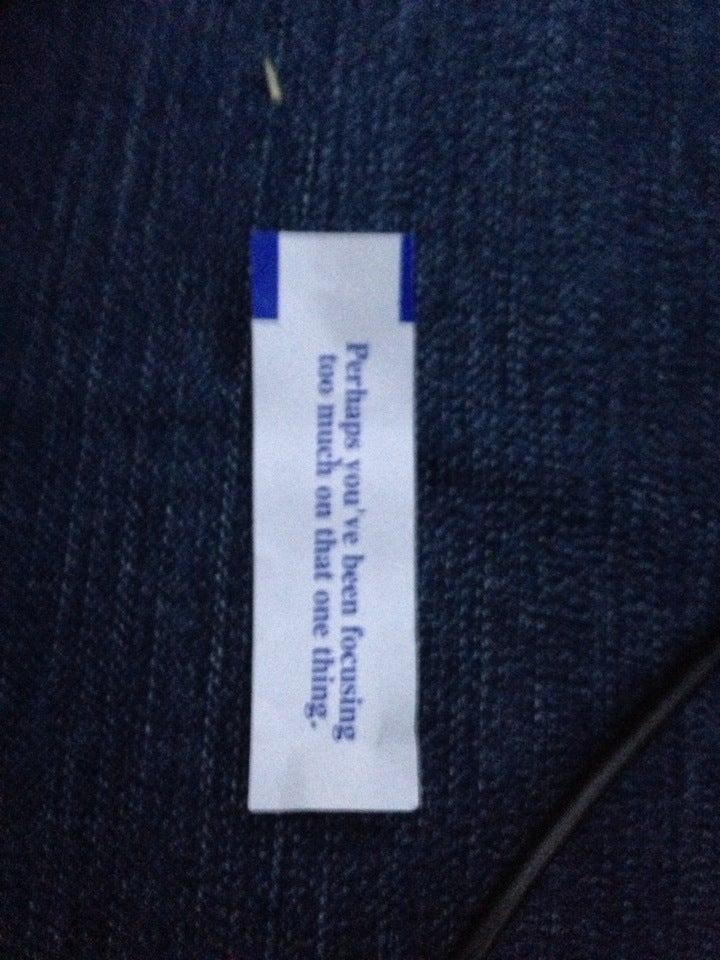 Perhaps you've been focusing
too much on that one thing.